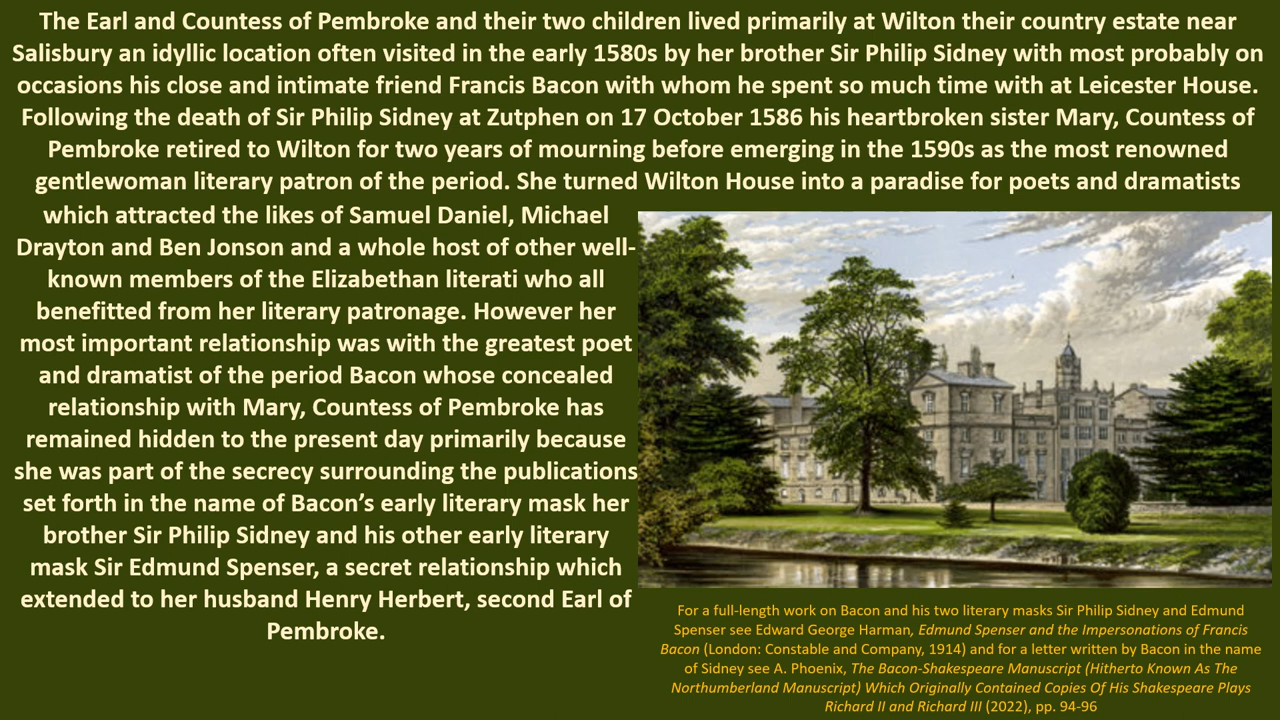 The Earl and Countess of Pembroke and their two children lived primarily at Wilton their country estate near
Salisbury an idyllic location often visited in the early 1580s by her brother Sir Philip Sidney with most probably on
occasions his close and intimate friend Francis Bacon with whom he spent so much time with at Leicester House.
Following the death of Sir Philip Sidney at Zutphen on 17 October 1586 his heartbroken sister Mary, Countess of
Pembroke retired to Wilton for two years of mourning before emerging in the 1590s as the most renowned
gentlewoman literary patron of the period. She turned Wilton House into a paradise for poets and dramatists
which attracted the likes of Samuel Daniel, Michael
Drayton and Ben Jonson and a whole host of other well-
known members of the Elizabethan literati who all
benefitted from her literary patronage. However her
most important relationship was with the greatest poet
and dramatist of the period Bacon whose concealed
relationship with Mary, Countess of Pembroke has
remained hidden to the present day primarily because
she was part of the secrecy surrounding the publications
set forth in the name of Bacon’s early literary mask her
brother Sir Philip Sidney and his other early literary
mask Sir Edmund Spenser, a secret relationship which
extended to her husband Henry Herbert, second Earl of
Pembroke.
For a full-length work on Bacon and his two literary masks Sir Philip Sidney and Edmund
Spenser see Edward George Harman, Edmund Spenser and the Impersonations of Francis
Bacon (London: Constable and Company, 1914) and for a letter written by Bacon in the name
of Sidney see A. Phoenix, The Bacon-Shakespeare Manuscript (Hitherto Known As The
Northumberland Manuscript) Which Originally Contained Copies Of His Shakespeare Plays
Richard II and Richard III (2022), pp. 94-96